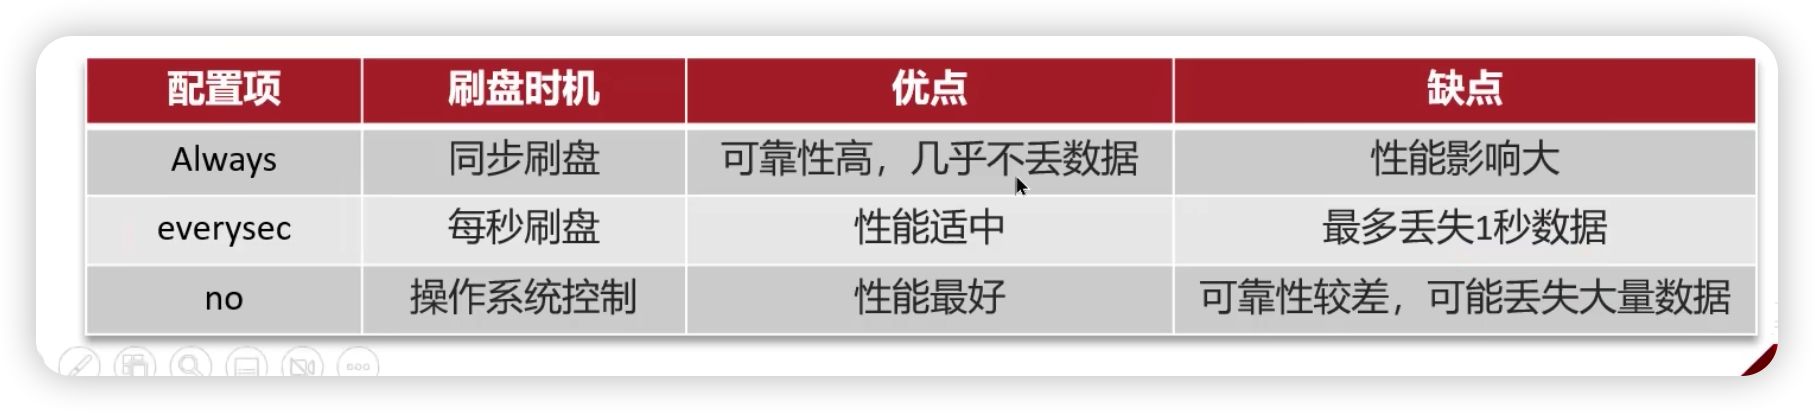 配置项 刷盘时机 优点 缺点
Always 同步刷盘 可靠性高，几乎不丢数据 性能影响大
everysec 每秒刷盘 性能适中 最多丢失1秒数据
no 操作系统控制 性能最好 可靠性较差，可能丢失大量数据